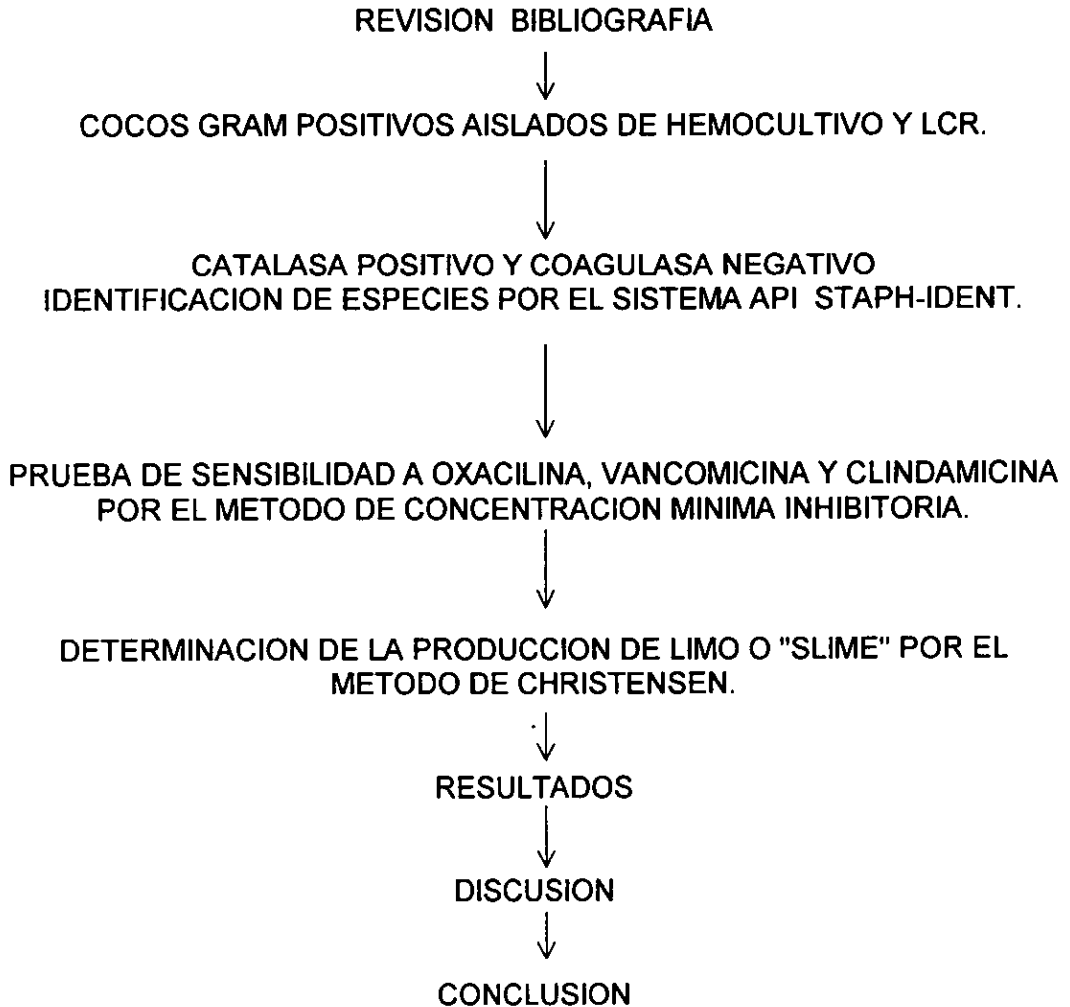 REVISION BIBLIOGRAFIA
COCOS GRAM POSITIVOS AISLADOS DE HEMOCULTIVO Y LCR.
CATALASA POSITIVO Y COAGULASA NEGATIVO
IDENTIFICACION DE ESPECIES POR EL SISTEMA API STAPH-IDENT.
PRUEBA DE SENSIBILIDAD A OXACILINA, VANCOMICINA Y CLINDAMICINA
POR EL METODO DE CONCENTRACION MINIMA INHIBITORIA.
DETERMINACION DE LA PRODUCCION DE LIMO O "SLIME" POR EL
METODO DE CHRISTENSEN.
RESULTADOS
DISCUSION
CONCLUSION